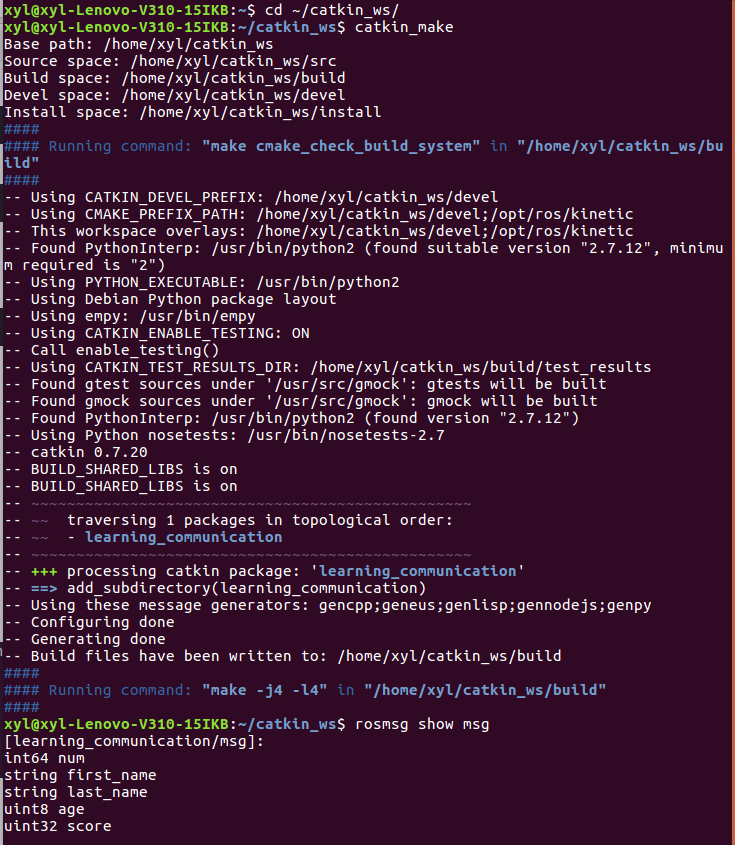 xyl@xyl-Lenovo-V310-15IKB:~$ cd ~/catkin_ws/
xyl@xyl-Lenovo-V310-15IKB:~/catkin_ws$ catkin_make
Base path: /home/xyl/catkin_ws
Source space: /home/xyl/catkin_ws/src
Build space: /home/xyl/catkin_ws/build
Devel space: /home/xyl/catkin_ws/devel
Install space: /home/xyl/catkin_ws/install
####
#### Running command: "make cmake_check_build_system" in "/home/xyl/catkin_ws/bu
ild"
####
-- Using CATKIN_DEVEL_PREFIX: /home/xyl/catkin_ws/devel
-- Using CMAKE_PREFIX_PATH: /home/xyl/catkin_ws/devel;/opt/ros/kinetic
-- This workspace overlays: /home/xyl/catkin_ws/devel;/opt/ros/kinetic
-- Found PythonInterp: /usr/bin/python2 (found suitable version "2.7.12", minimu
m required is "2")
-- Using PYTHON_EXECUTABLE: /usr/bin/python2
-- Using Debian Python package layout
-- Using empy: /usr/bin/empy
-- Using CATKIN_ENABLE_TESTING: ON
-- Call enable_testing()
-- Using CATKIN_TEST_RESULTS_DIR: /home/xyl/catkin_ws/build/test_results
-- Found gtest sources under '/usr/src/gmock': gtests will be built
-- Found gmock sources under '/usr/src/gmock': gmock will be built
-- Found PythonInterp: /usr/bin/python2 (found version "2.7.12")
-- Using Python nosetests: /usr/bin/nosetests-2.7
-- catkin 0.7.20
-- BUILD_SHARED_LIBS is on
-- BUILD_SHARED_LIBS is on
-- ~~~~~~~~~~~~~~~~~~~~~~~~~~~~~~~~~~~~~~~~~~~~~~~~~
-- ~~  traversing 1 packages in topological order:
-- ~~  - learning_communication
-- ~~~~~~~~~~~~~~~~~~~~~~~~~~~~~~~~~~~~~~~~~~~~~~~~~
-- +++ processing catkin package: 'learning_communication'
-- ==> add_subdirectory(learning_communication)
-- Using these message generators: gencpp;geneus;genlisp;gennodejs;genpy
-- Configuring done
-- Generating done
-- Build files have been written to: /home/xyl/catkin_ws/build
####
#### Running command: "make -j4 -l4" in "/home/xyl/catkin_ws/build"
####
xyl@xyl-Lenovo-V310-15IKB:~/catkin_ws$ rosmsg show msg
[learning_communication/msg]:
int64 num
string first_name
string last_name
uint8 age
uint32 score